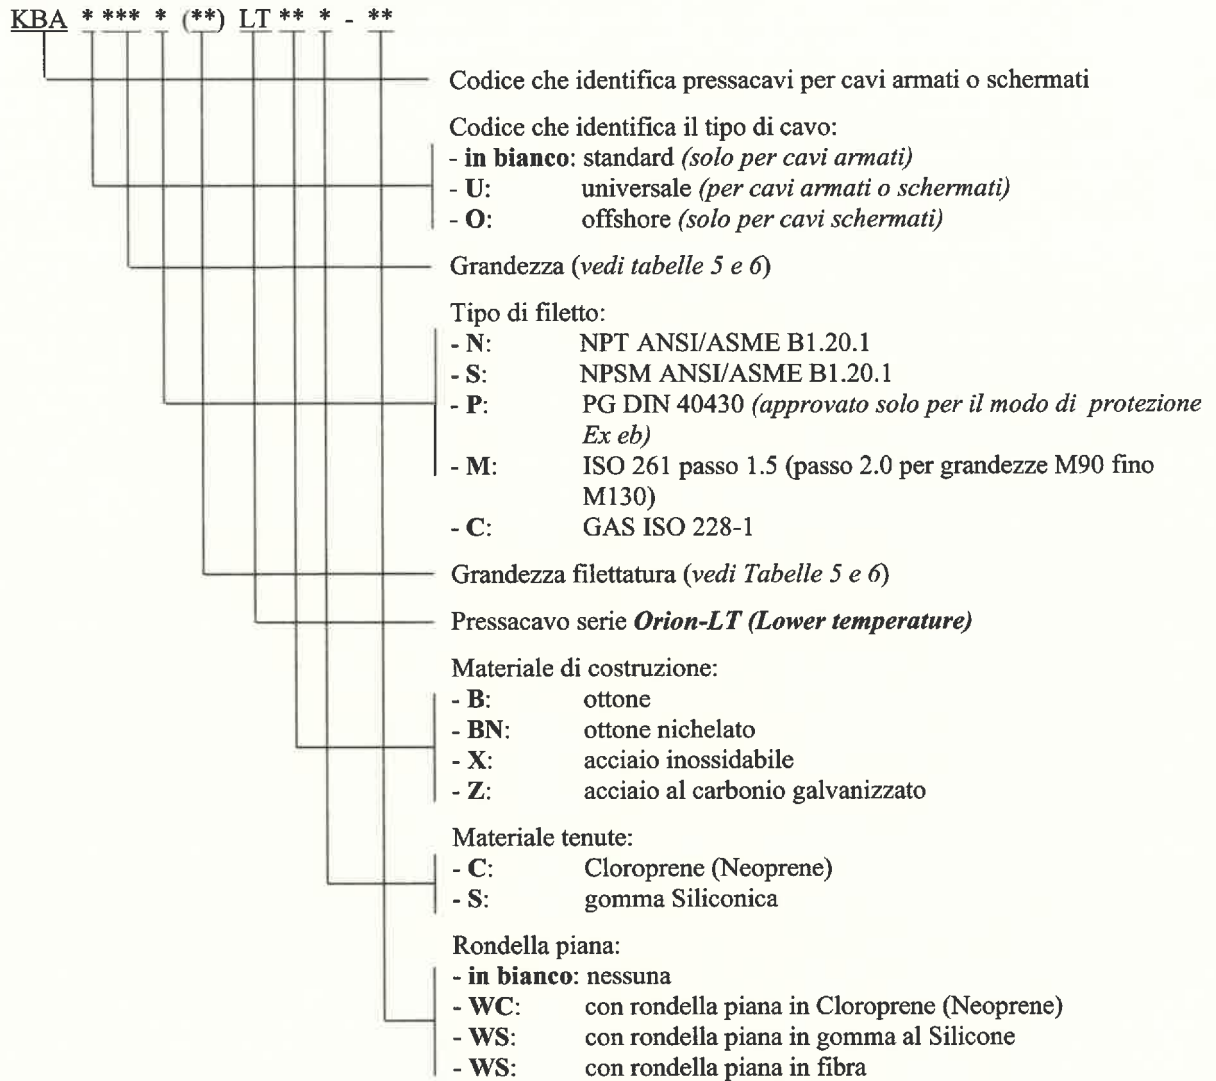 KBA * *** * (**) LT ** * - **
Codice che identifica pressacavi per cavi armati o schermati
Codice che identifica il tipo di cavo:
- in bianco: standard (solo per cavi armati)
- U: universale (per cavi armati o schermati)
- O: offshore (solo per cavi schermati)
Grandezza (vedi tabelle 5 e 6)
Tipo di filetto:
- N: NPT ANSI/ASME B1.20.1
- S: NPSM ANSI/ASME B1.20.1
- P: PG DIN 40430 (approvato solo per il modo di protezione
Ex eb)
- M: ISO 261 passo 1.5 (passo 2.0 per grandezze M90 fino
M130)
- C: GAS ISO 228-1
Grandezza filettatura (vedi Tabelle 5 e 6)
Pressacavo serie Orion-LT (Lower temperature)
Materiale di costruzione:
- B: ottone
- BN: ottone nichelato
- X: acciaio inossidabile
- Z: acciaio al carbonio galvanizzato
Materiale tenute:
- C: Cloroprene (Neoprene)
- S: gomma Siliconica
Rondella piana:
- in bianco: nessuna
- WC: con rondella piana in Cloroprene (Neoprene)
- WS: con rondella piana in gomma al Silicone
- WS: con rondella piana in fibra